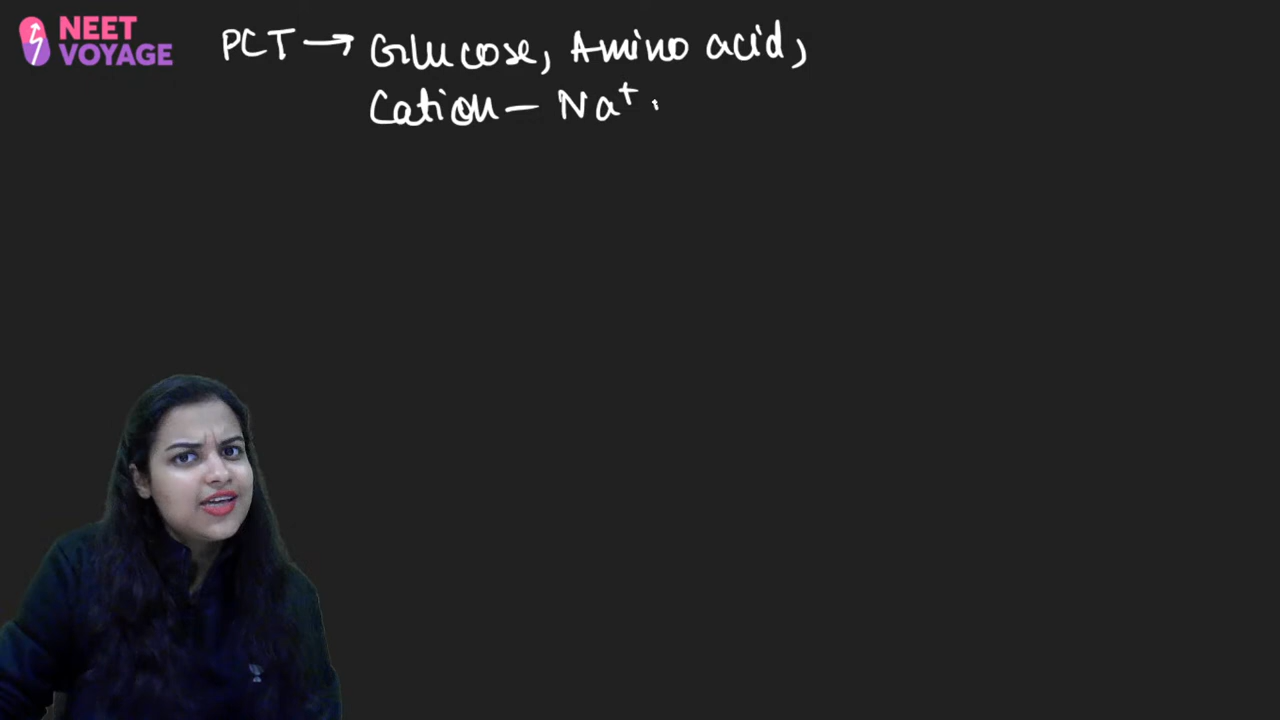 NEET
VOYAGE
PCT → Glucose, Amino acid,
Cation - Na⁺ .